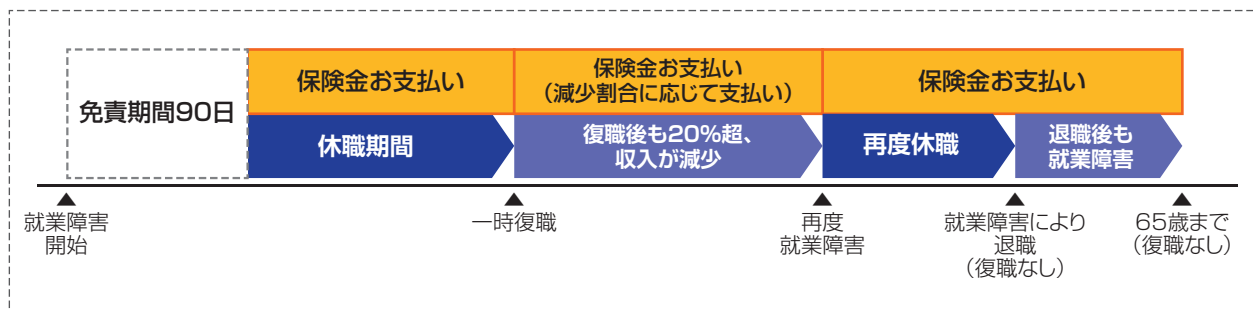 免責期間90日
保険金お支払い
保険金お支払い
（減少割合に応じて支払い）
保険金お支払い
休職期間
復職後も20%超、
収入が減少
再度休職
退職後も
就業障害
就業障害
開始
一時復職
再度
就業障害
就業障害により
退職
（復職なし）
65歳まで
（復職なし）